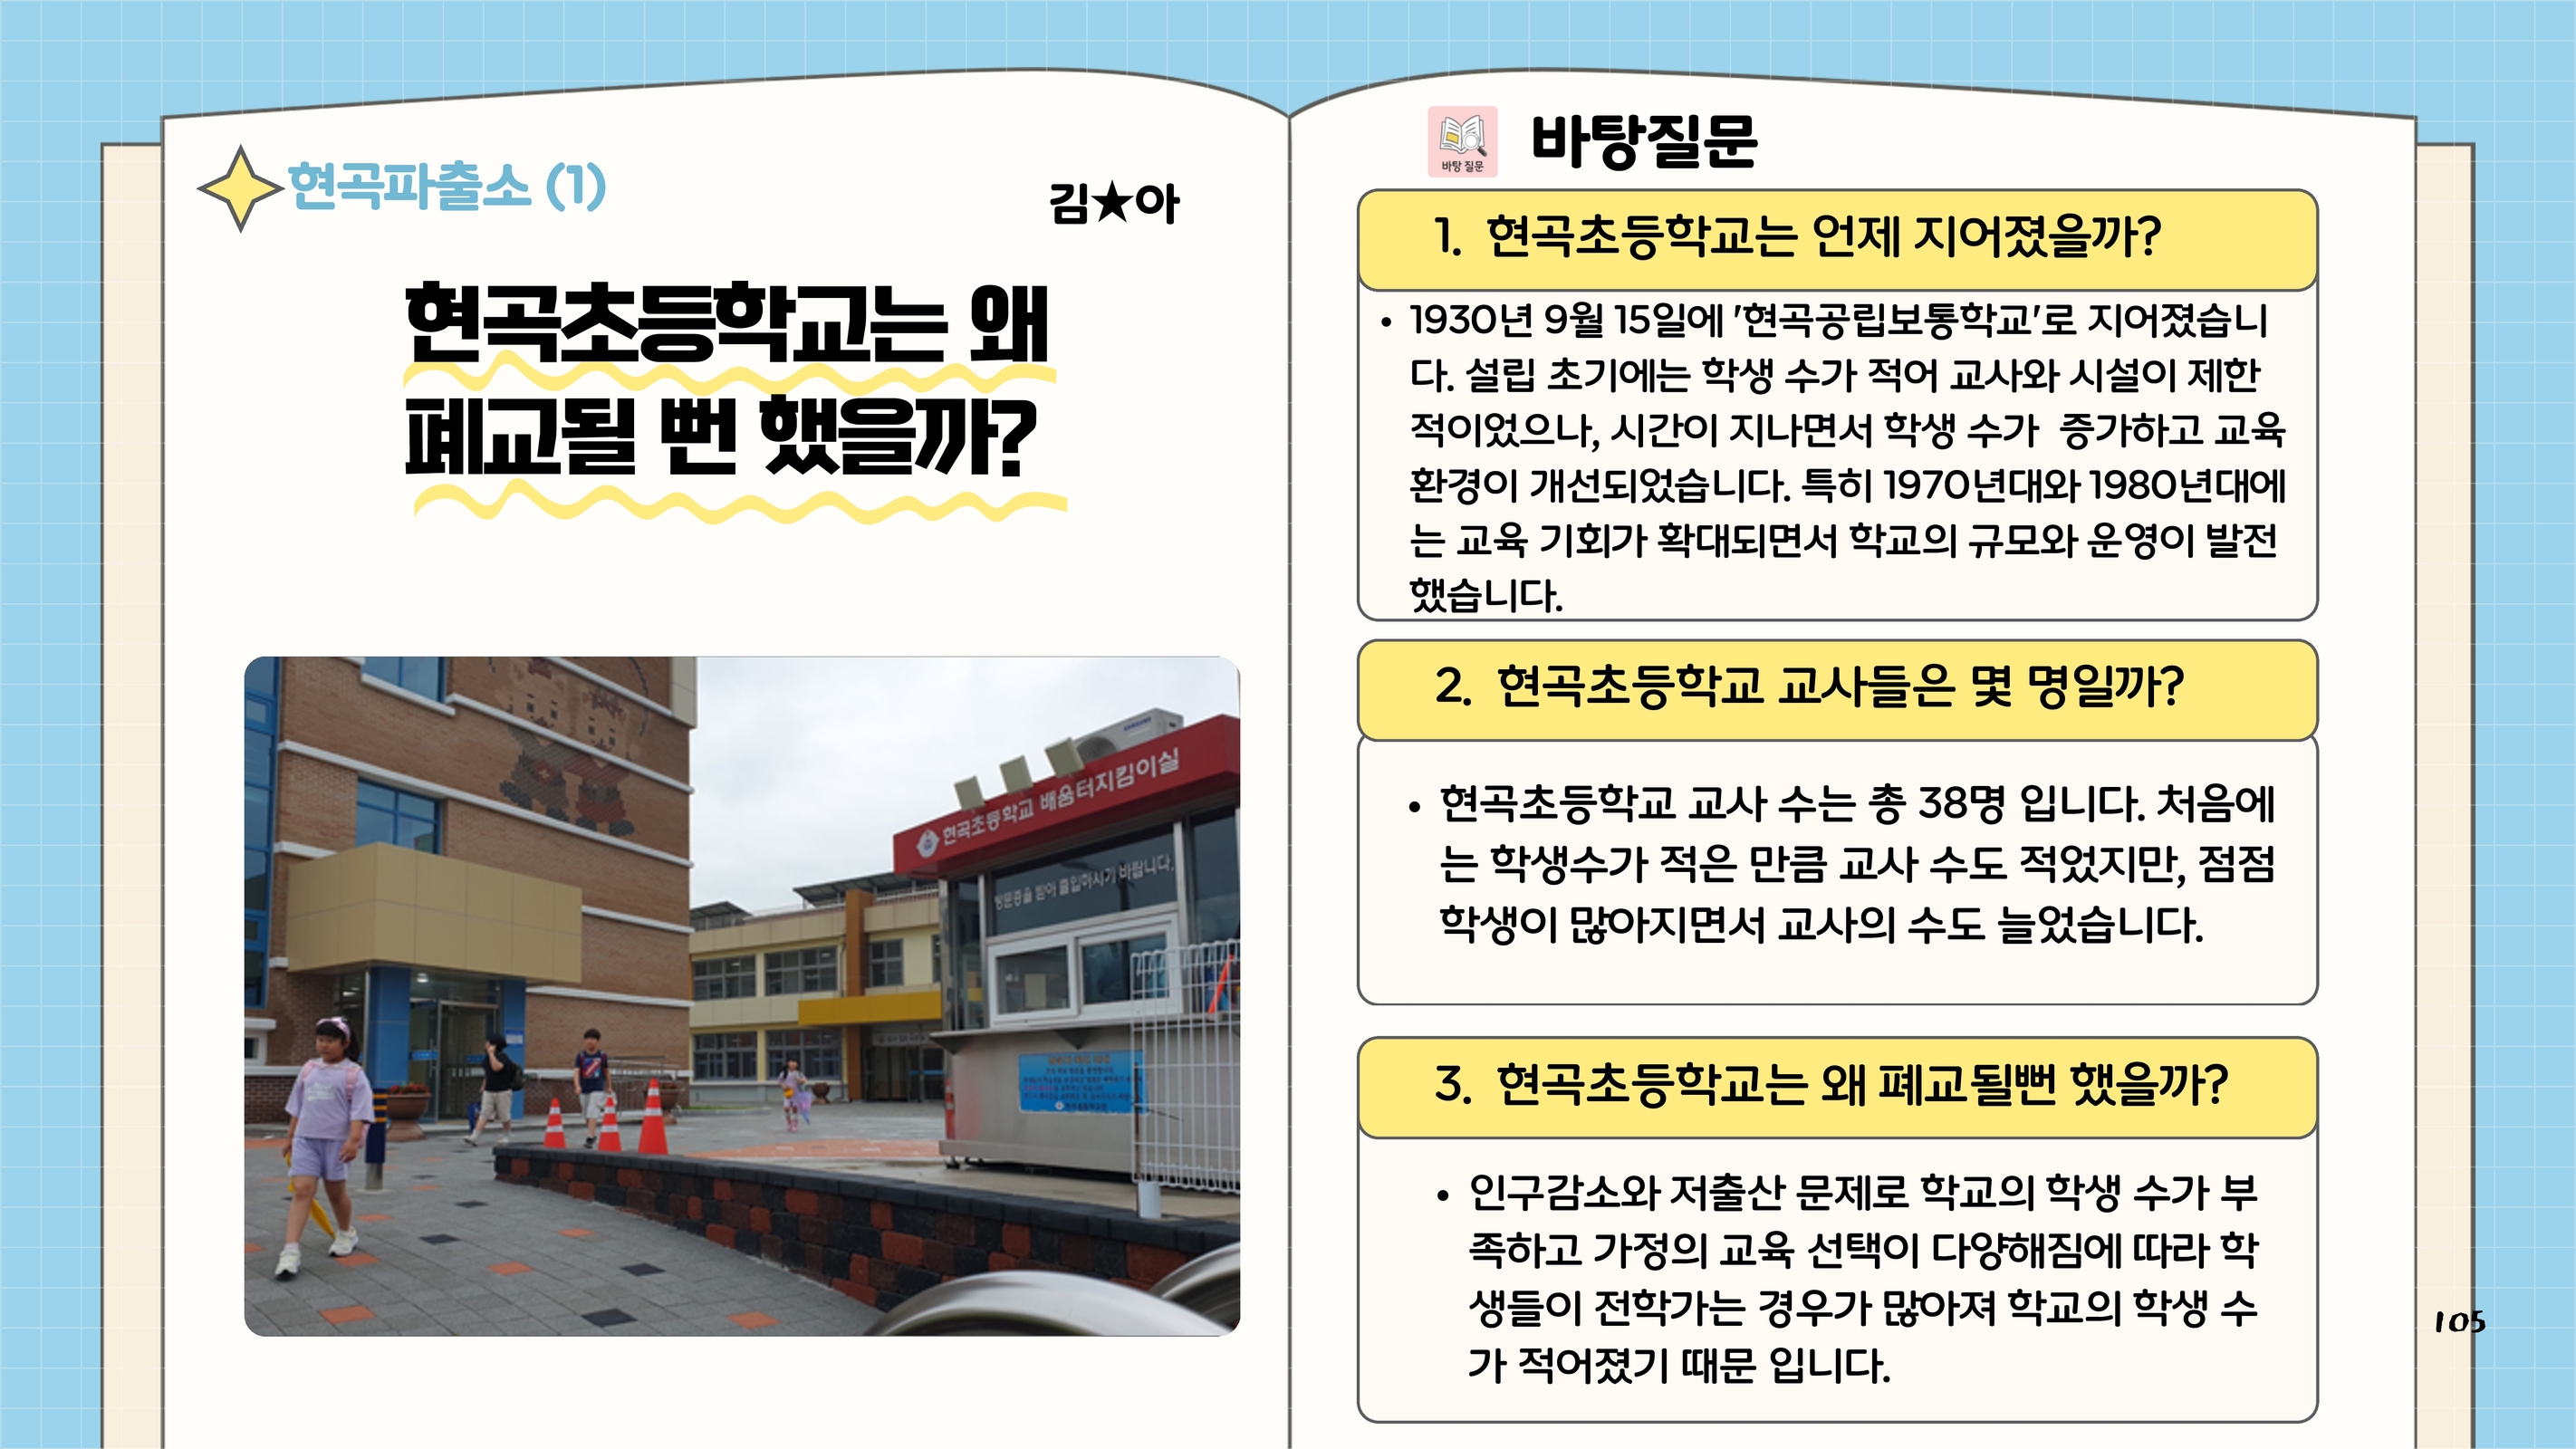 현곡파출소 (1)
김★아
현곡초등학교는 왜
폐교될 뻔 했을까?
현곡초등학교 배움터지킴이실
방문증을 받아 출입하시기 바랍니다.
SAMSUNG
바탕 질문
바탕질문
1. 현곡초등학교는 언제 지어졌을까?
• 1930년 9월 15일에 '현곡공립보통학교'로 지어졌습니
다. 설립 초기에는 학생 수가 적어 교사와 시설이 제한
적이었으나, 시간이 지나면서 학생 수가 증가하고 교육
환경이 개선되었습니다. 특히 1970년대와 1980년대에
는 교육 기회가 확대되면서 학교의 규모와 운영이 발전
했습니다.
2. 현곡초등학교 교사들은 몇 명일까?
• 현곡초등학교 교사 수는 총 38명 입니다. 처음에
는 학생수가 적은 만큼 교사 수도 적었지만, 점점
학생이 많아지면서 교사의 수도 늘었습니다.
3. 현곡초등학교는 왜 폐교될뻔 했을까?
• 인구감소와 저출산 문제로 학교의 학생 수가 부
족하고 가정의 교육 선택이 다양해짐에 따라 학
생들이 전학가는 경우가 많아져 학교의 학생 수
가 적어졌기 때문 입니다.
105